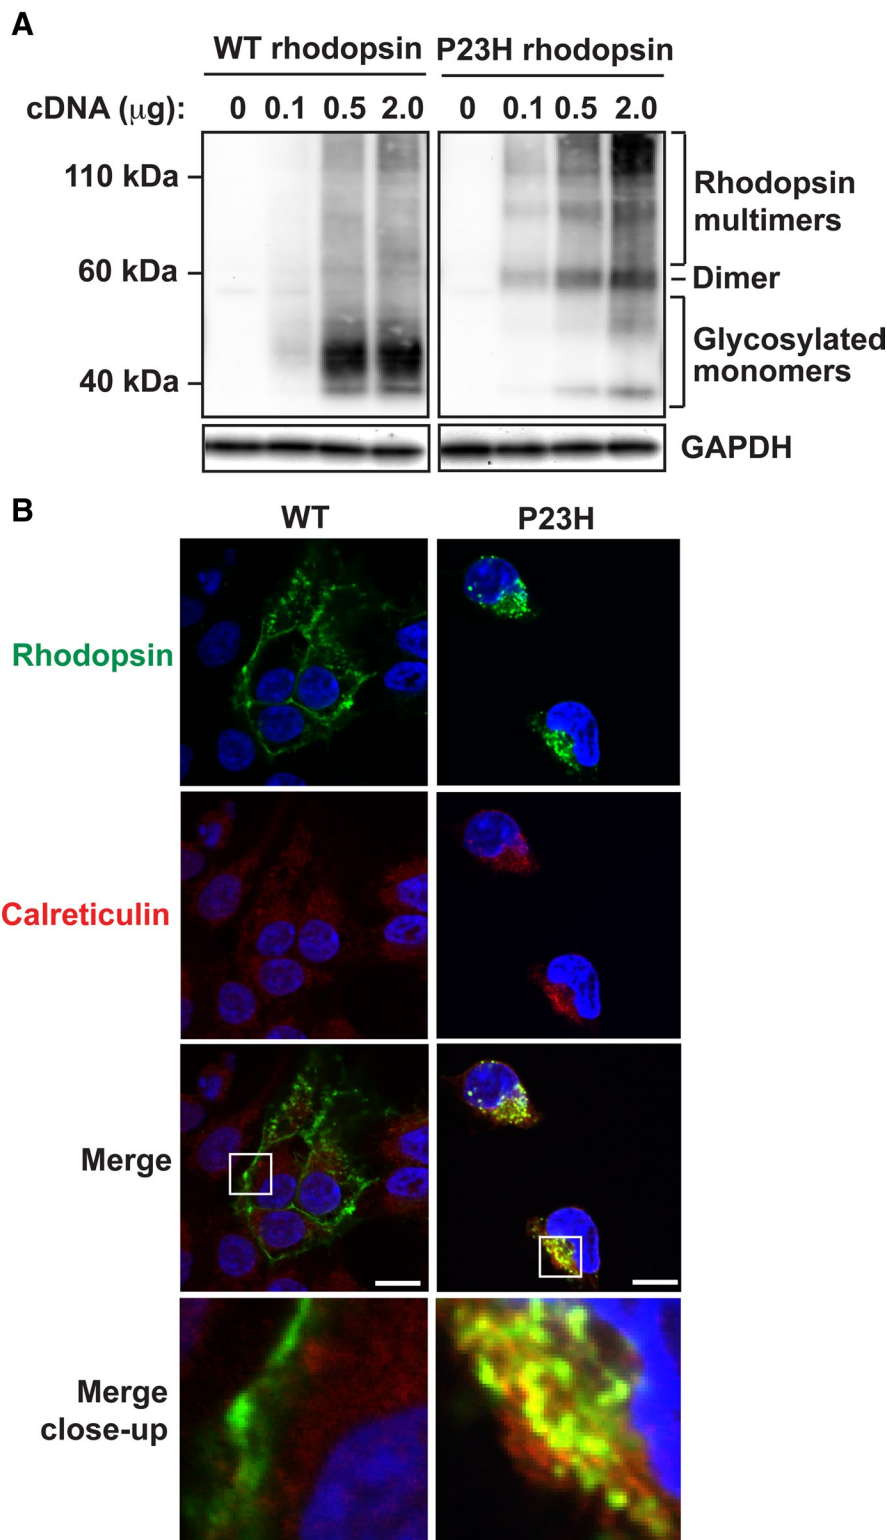 A
WT rhodopsin P23H rhodopsin
cDNA (μg): 0 0.1 0.5 2.0 0 0.1 0.5 2.0
110 kDa
Rhodopsin
multimers
60 kDa
Dimer
Glycosylated
monomers
40 kDa
GAPDH
B
WT P23H
Rhodopsin
Calreticulin
Merge
Merge
close-up